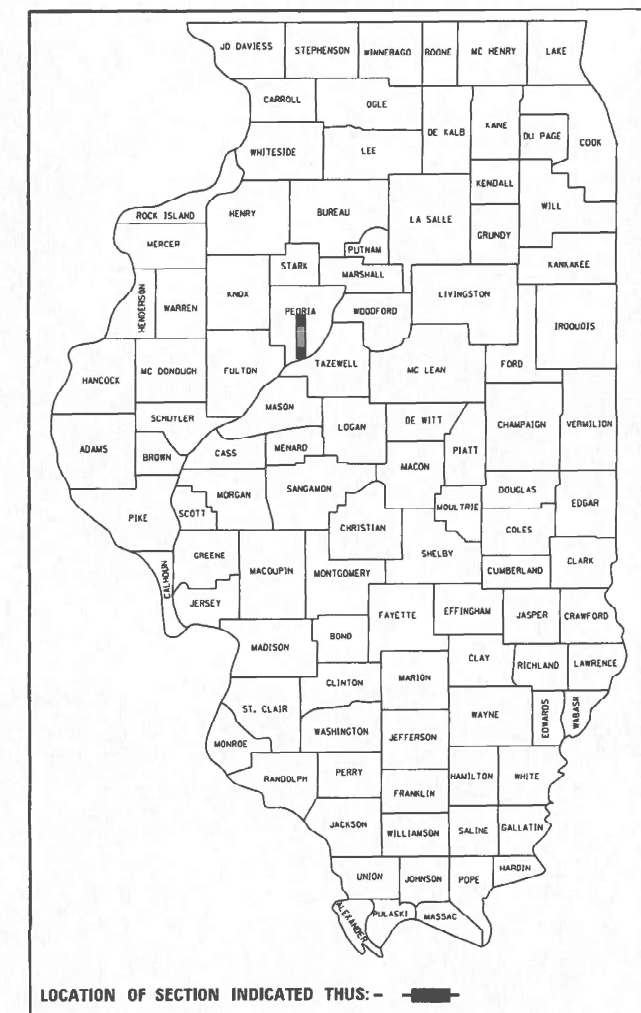 JO DAVIESS STEPHENSON WINNEBAGO BOONE MC HENRY LAKE
CARROLL OGLE DE KALB KANE DU PAGE COOK
WHITESIDE LEE
KENDALL WILL
ROCK ISLAND HENRY BUREAU LA SALLE GRUNDY
MERCER PUTNAM KANKAKEE
STARK MARSHALL
HENDERSON WARREN KNOX PEORIA WOODFORD LIVINGSTON IROQUOIS
HANCOCK MC DONOUGH FULTON TAZEWELL MC LEAN FORD
SCHUYLER MASON LOGAN DE WITT CHAMPAIGN VERMILION
ADAMS BROWN CASS MENARD MACON PIATT
PIKE SCOTT MORGAN SANGAMON MOULTRIE DOUGLAS EDGAR
CHRISTIAN COLES
CALHOUN GREENE MACOUPIN MONTGOMERY SHELBY CUMBERLAND CLARK
JERSEY FAYETTE EFFINGHAM JASPER CRAWFORD
MADISON BOND
CLINTON MARION CLAY RICHLAND LAWRENCE
ST. CLAIR WAYNE EDWARDS WABASH
MONROE WASHINGTON JEFFERSON
RANDOLPH PERRY HAMILTON WHITE
FRANKLIN
JACKSON WILLIAMSON SALINE GALLATIN
UNION JOHNSON POPE HARDIN
ALEXANDER PULASKI MASSAC
LOCATION OF SECTION INDICATED THUS: -